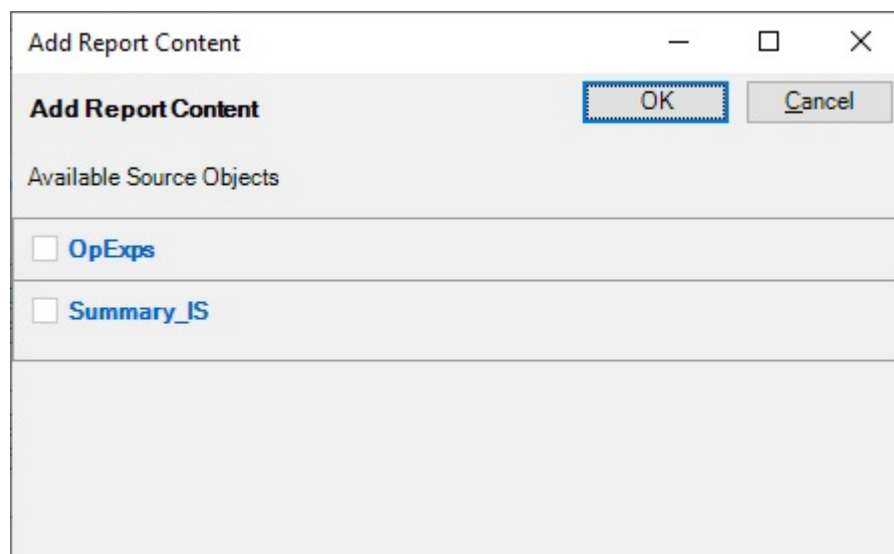 Add Report Content
Add Report Content
OK
Cancel
Available Source Objects
OpExps
Summary_IS